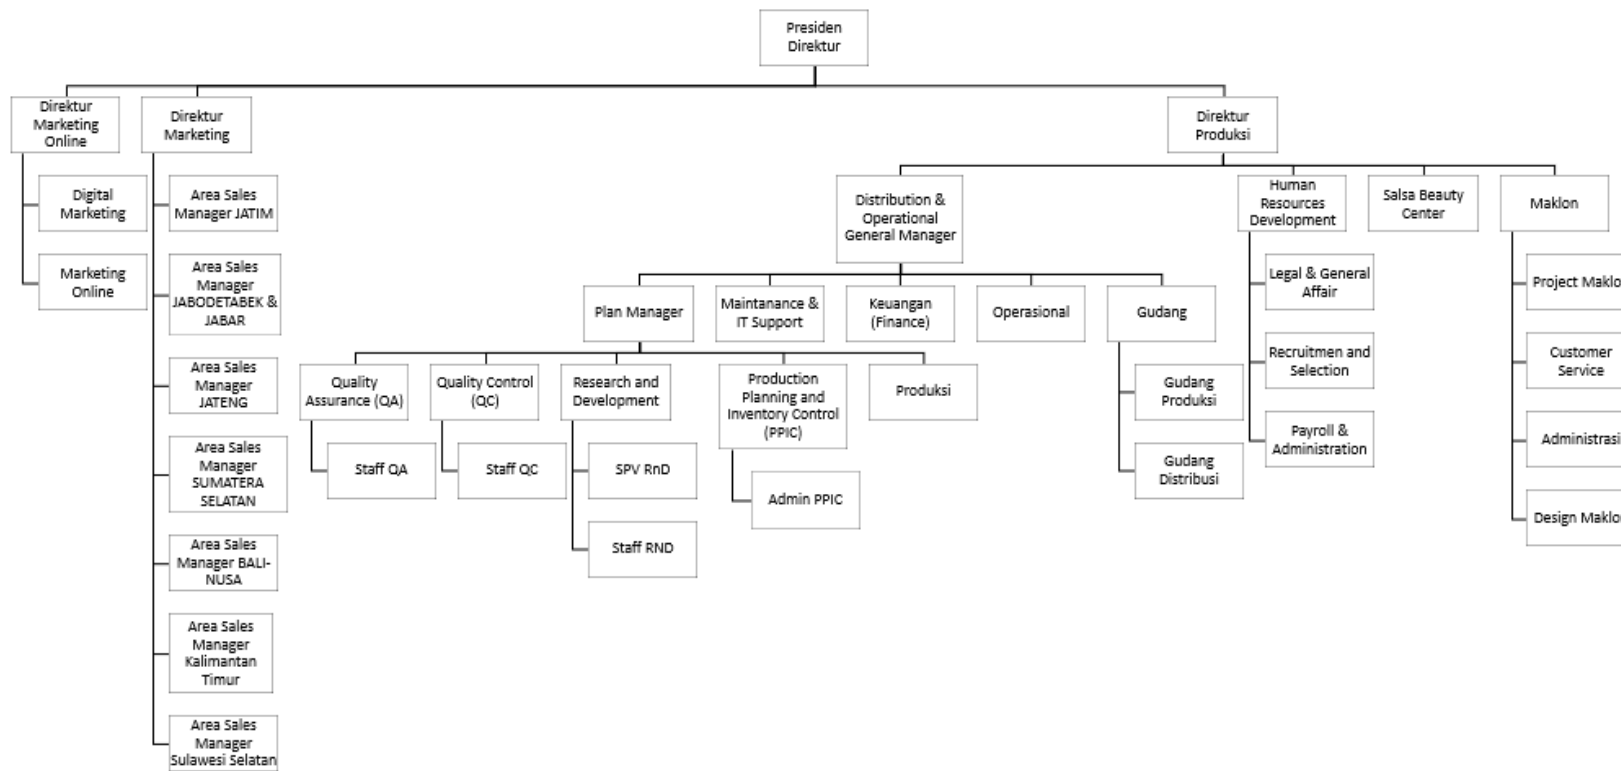 Presiden
Direktur
Direktur
Marketing
Online
Direktur
Marketing
Direktur
Produksi
Digital
Marketing
Marketing
Online
Area Sales
Manager JATIM
Area Sales
Manager
JABODETABEK &
JABAR
Area Sales
Manager
JATENG
Area Sales
Manager
SUMATERA
SELATAN
Area Sales
Manager BALI-
NUSA
Area Sales
Manager
Kalimantan
Timur
Area Sales
Manager
Sulawesi Selatan
Distribution &
Operational
General Manager
Human
Resources
Development
Salsa Beauty
Center
Maklon
Plan Manager
Maintanance &
IT Support
Keuangan
(Finance)
Operasional
Gudang
Quality
Assurance (QA)
Quality Control
(QC)
Research and
Development
Production
Planning and
Inventory Control
(PPIC)
Produksi
Staff QA
Staff QC
SPV RnD
Staff RND
Admin PPIC
Gudang
Produksi
Gudang
Distribusi
Legal & General
Affair
Recruitmen and
Selection
Payroll &
Administration
Project Maklo
Customer
Service
Administrasi
Design Maklo